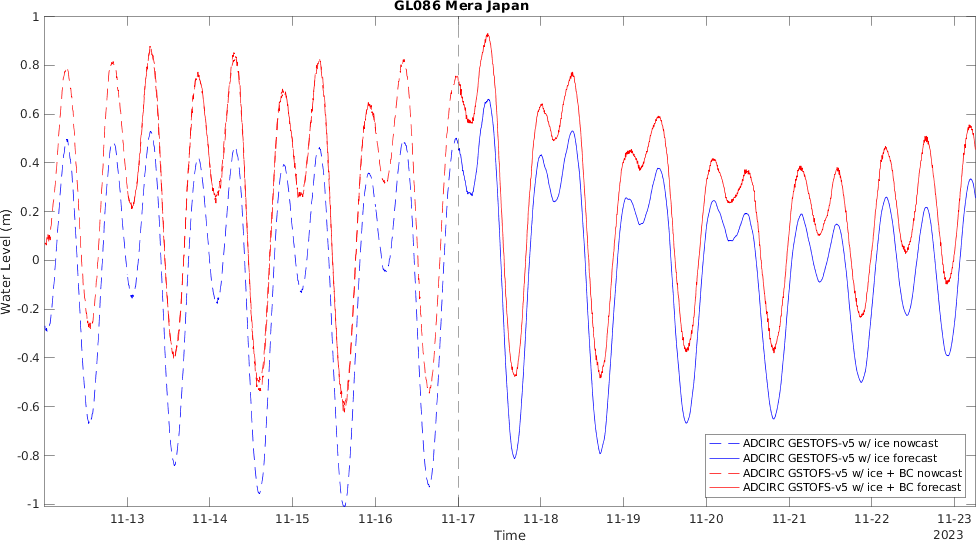 GL086 Mera Japan
1
0.8
0.6
0.4
0.2
0
-0.2
-0.4
-0.6
-0.8
-1
Water Level (m)
ADCIRC GESTOFS-v5 w/ ice nowcast
ADCIRC GESTOFS-v5 w/ ice forecast
ADCIRC GSTOFS-v5 w/ ice + BC nowcast
ADCIRC GSTOFS-v5 w/ ice + BC forecast
11-13 11-14 11-15 11-16 11-17 11-18 11-19 11-20 11-21 11-22 11-23
Time
2023